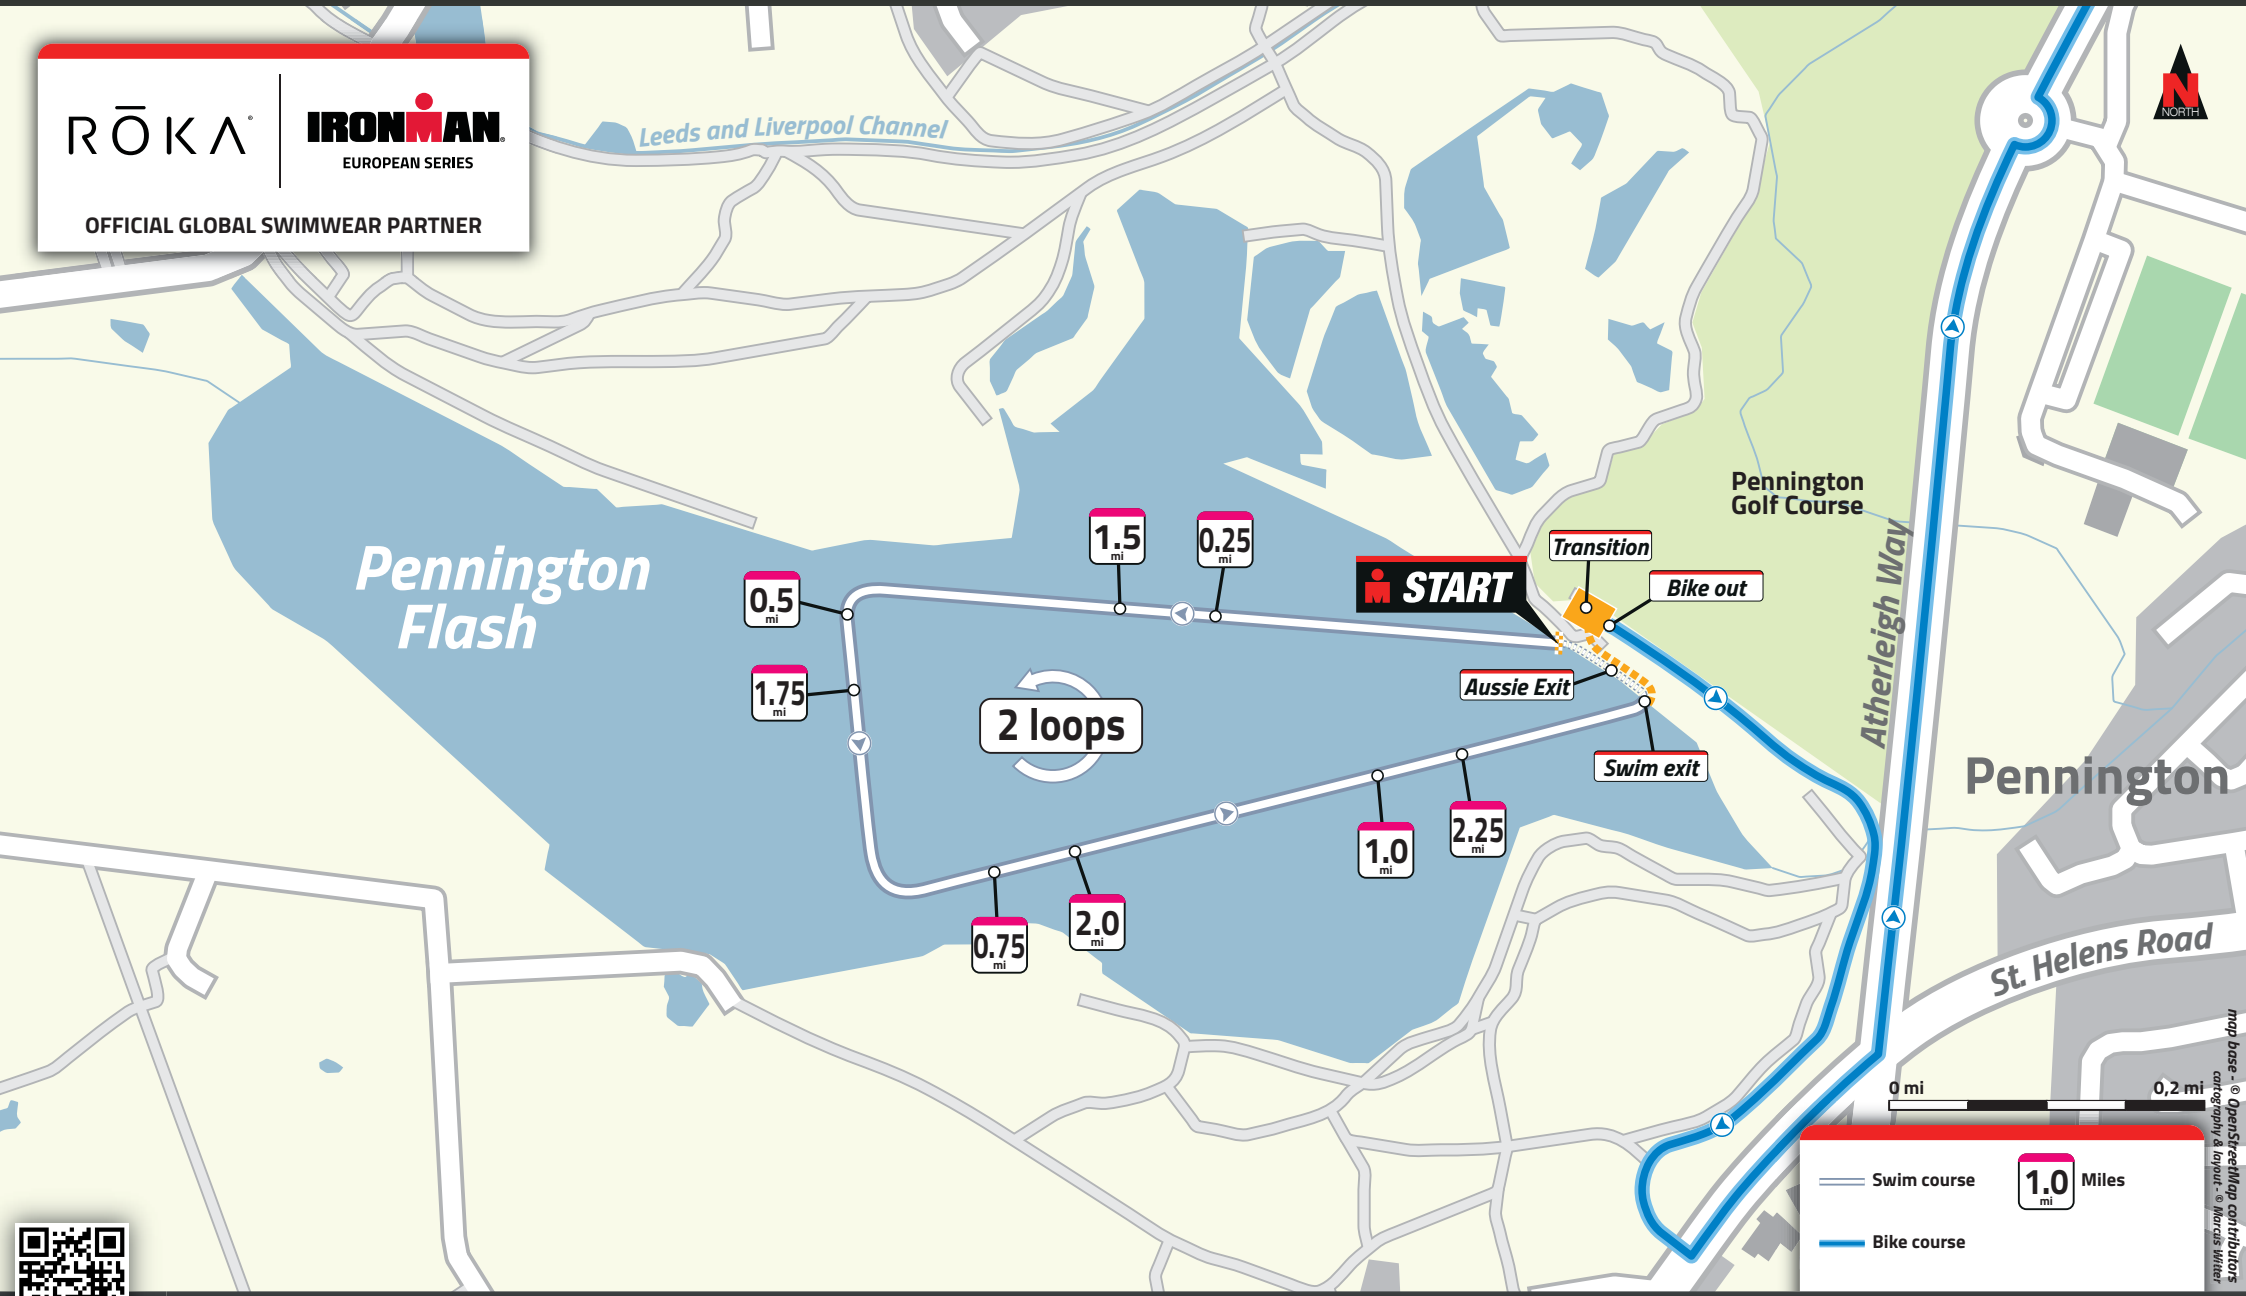 RŌKA
IRONMAN
EUROPEAN SERIES
OFFICIAL GLOBAL SWIMWEAR PARTNER
Leeds and Liverpool Channel
N
NORTH
Pennington
Golf Course
Atherleigh Way
Pennington
Flash
1.5
mi
0.25
mi
0.5
mi
1.75
mi
START
Transition
Bike out
Aussie Exit
Swim exit
2 loops
Pennington
1.0
mi
2.25
mi
0.75
mi
2.0
mi
St. Helens Road
0 mi
0,2 mi
Swim course
1.0
mi
Miles
Bike course
map base - © OpenStreetMap contributors
cartography & layout - © Marcus Witter